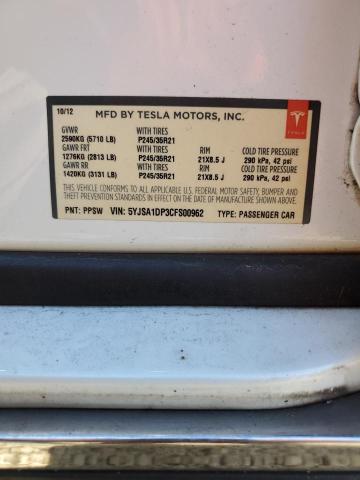 10/12 MFD BY TESLA MOTORS, INC.
GVWR
2590KG (5710 LB) WITH TIRES P245/35R21
GAWR FRT WITH TIRES RIM COLD TIRE PRESSURE
1276KG (2813 LB) P245/35R21 21X8.5 J 290 kPa, 42 psi
GAWR RR WITH TIRES RIM COLD TIRE PRESSURE
1420KG (3131 LB) P245/35R21 21X8.5 J 290 kPa, 42 psi
THIS VEHICLE CONFORMS TO ALL APPLICABLE U.S. FEDERAL MOTOR SAFETY, BUMPER AND
THEFT PREVENTION STANDARDS IN EFFECT ON THE DATE OF MANUFACTURE SHOWN ABOVE
PNT: PPSW VIN: 5YJSA1DP3CFS00962 TYPE: PASSENGER CAR
TESLA